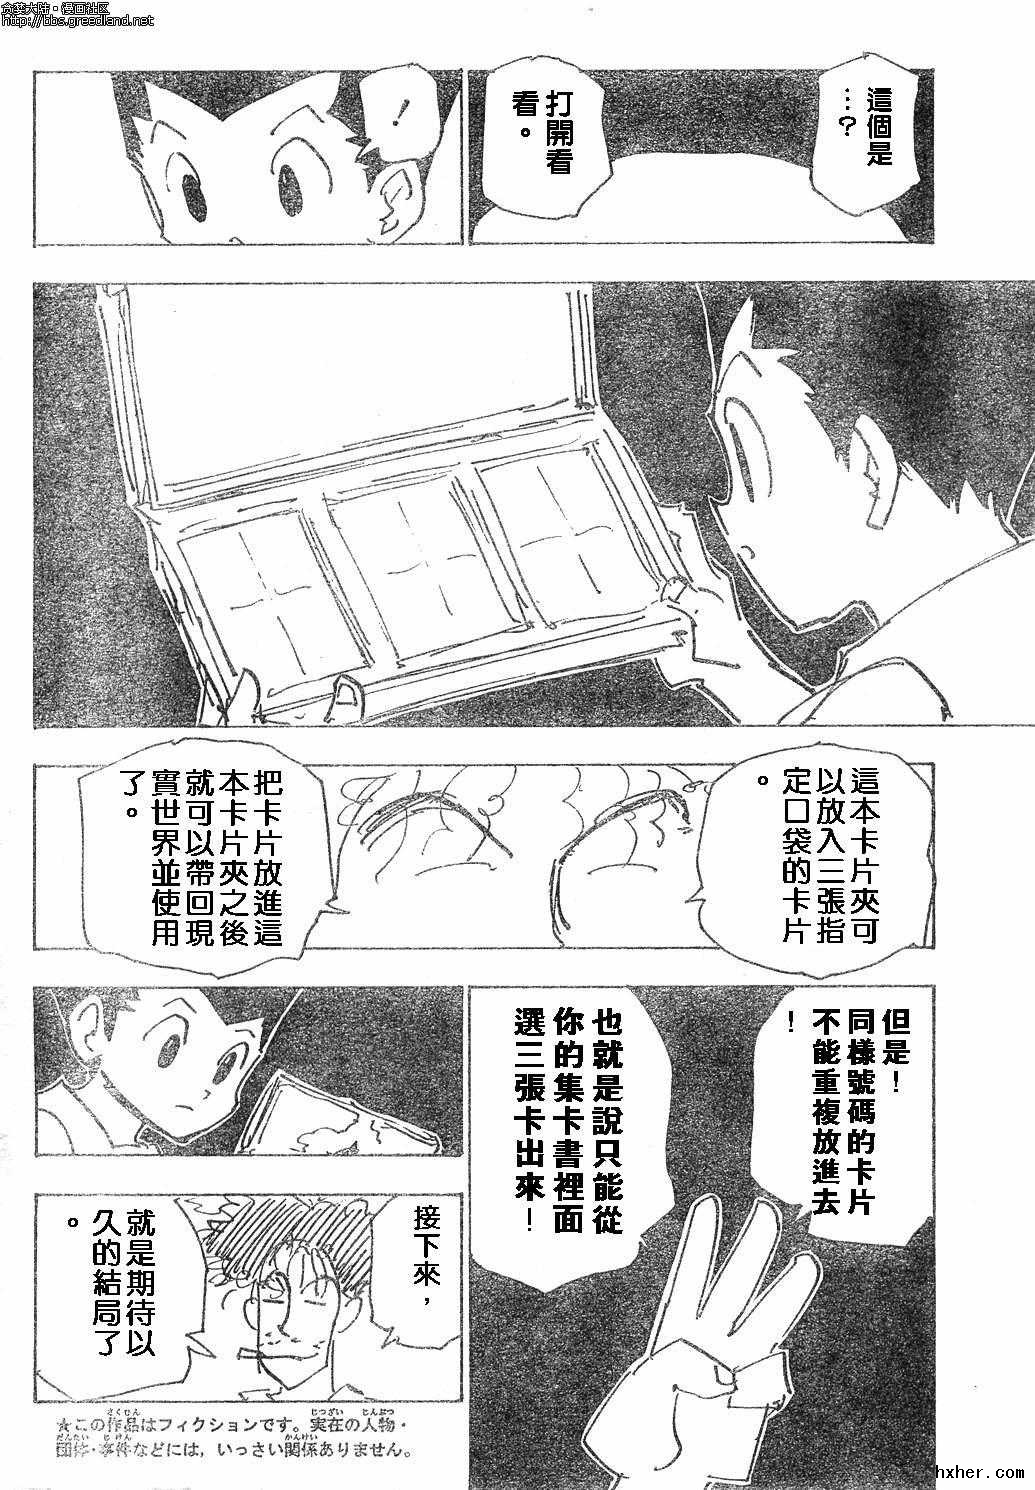 贪婪大陆·漫画社区
http://bbs.greedland.net
這個是
…?
打開看
看。
!
這本卡片夾可
以放入三張指
定口袋的卡片
。
把卡片放進這
本卡片夾之後
就可以帶回現
實世界並使用
了。
但是!
同樣號碼的卡片
不能重複放進去
!
也就是說只能從
你的集卡書裡面
選三張卡出來!
接下來,
就是期待以
久的結局了
。
★この作品はフィクションです。実在の人物・
団体・事件などには、いっさい関係ありません。
hxher.com